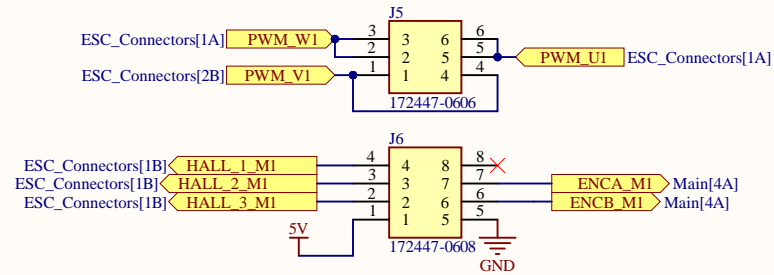 J5
ESC_Connectors[1A] PWM_W1 3 3 6 6
2 2 5 5 PWM_U1 ESC_Connectors[1A]
ESC_Connectors[2B] PWM_V1 1 1 4 4
172447-0606
J6
ESC_Connectors[1B] HALL_1_M1 4 4 8 8
ESC_Connectors[1B] HALL_2_M1 3 3 7 7 ENCA_M1 Main[4A]
ESC_Connectors[1B] HALL_3_M1 2 2 6 6 ENCB_M1 Main[4A]
1 1 5 5
5V
172447-0608
GND